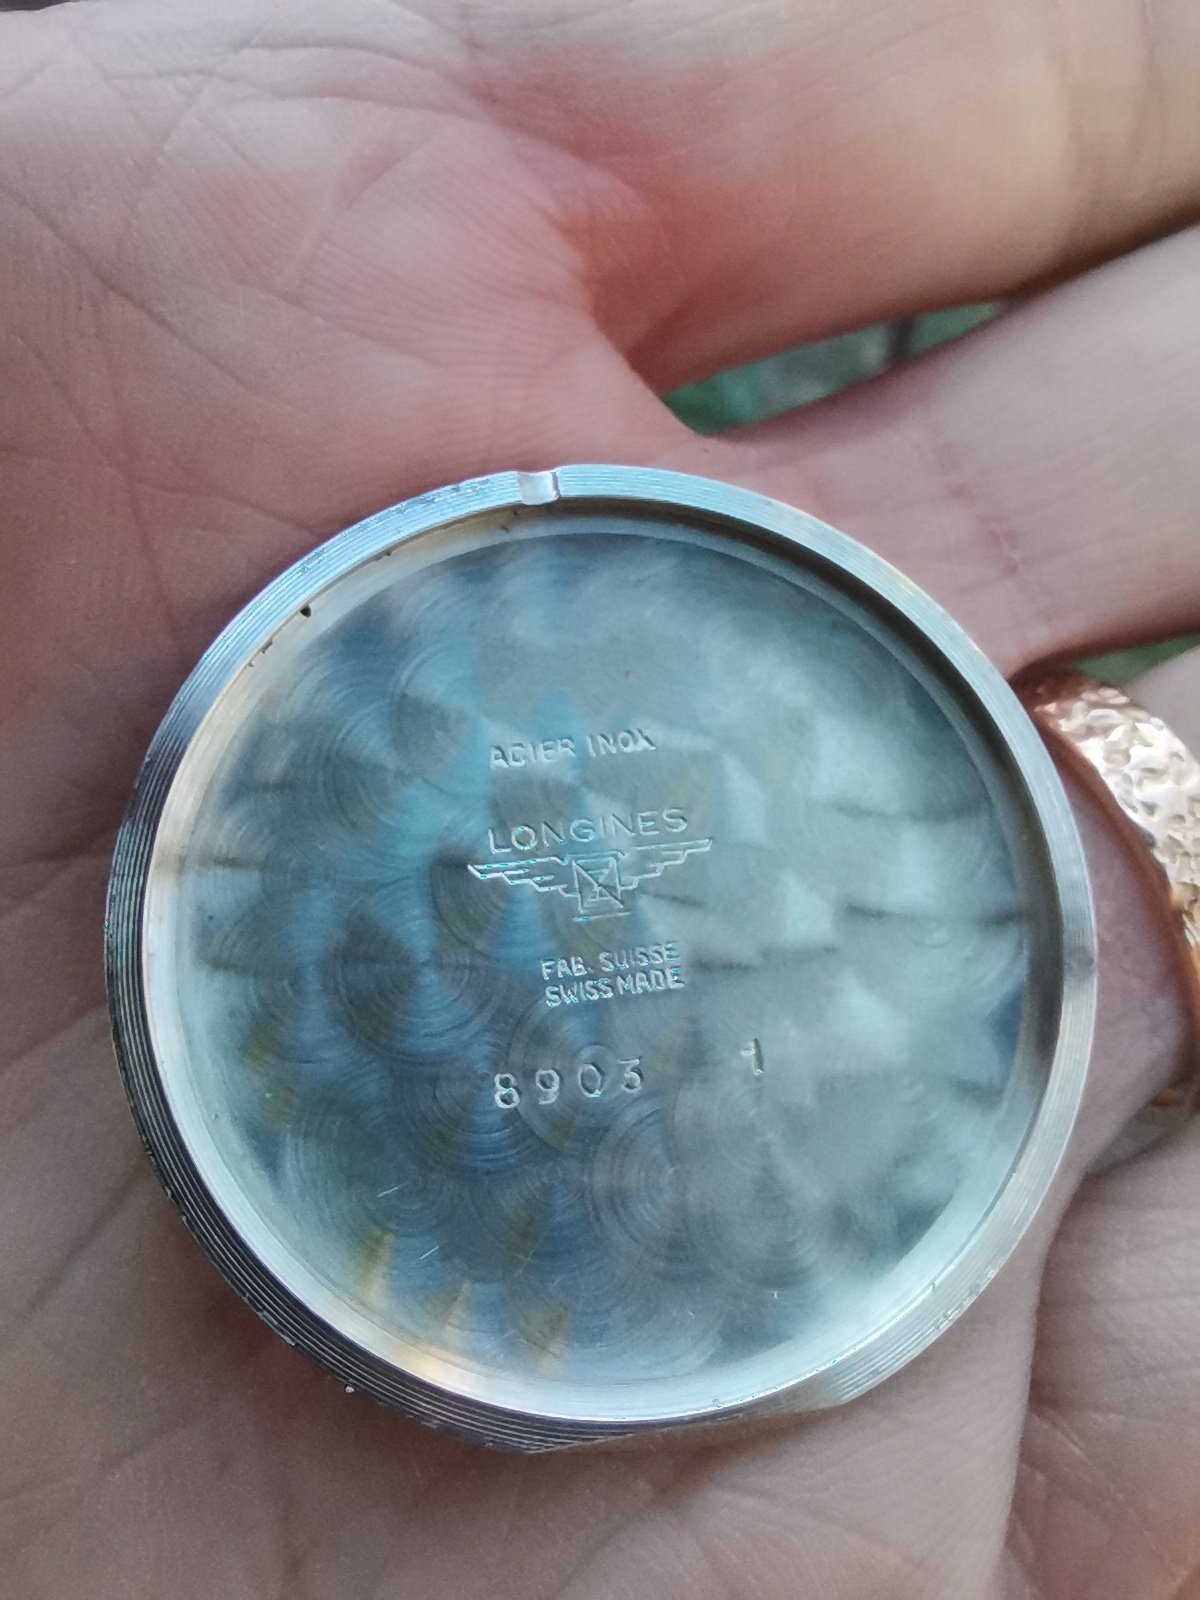 ACIER INOX
LONGINES
FAB. SUISSE
SWISS MADE
8903 1